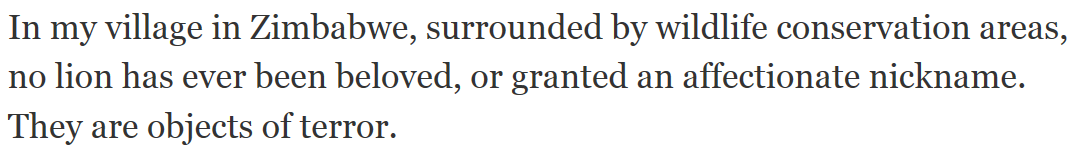 In my village in Zimbabwe, surrounded by wildlife conservation areas,
no lion has ever been beloved, or granted an affectionate nickname.
They are objects of terror.